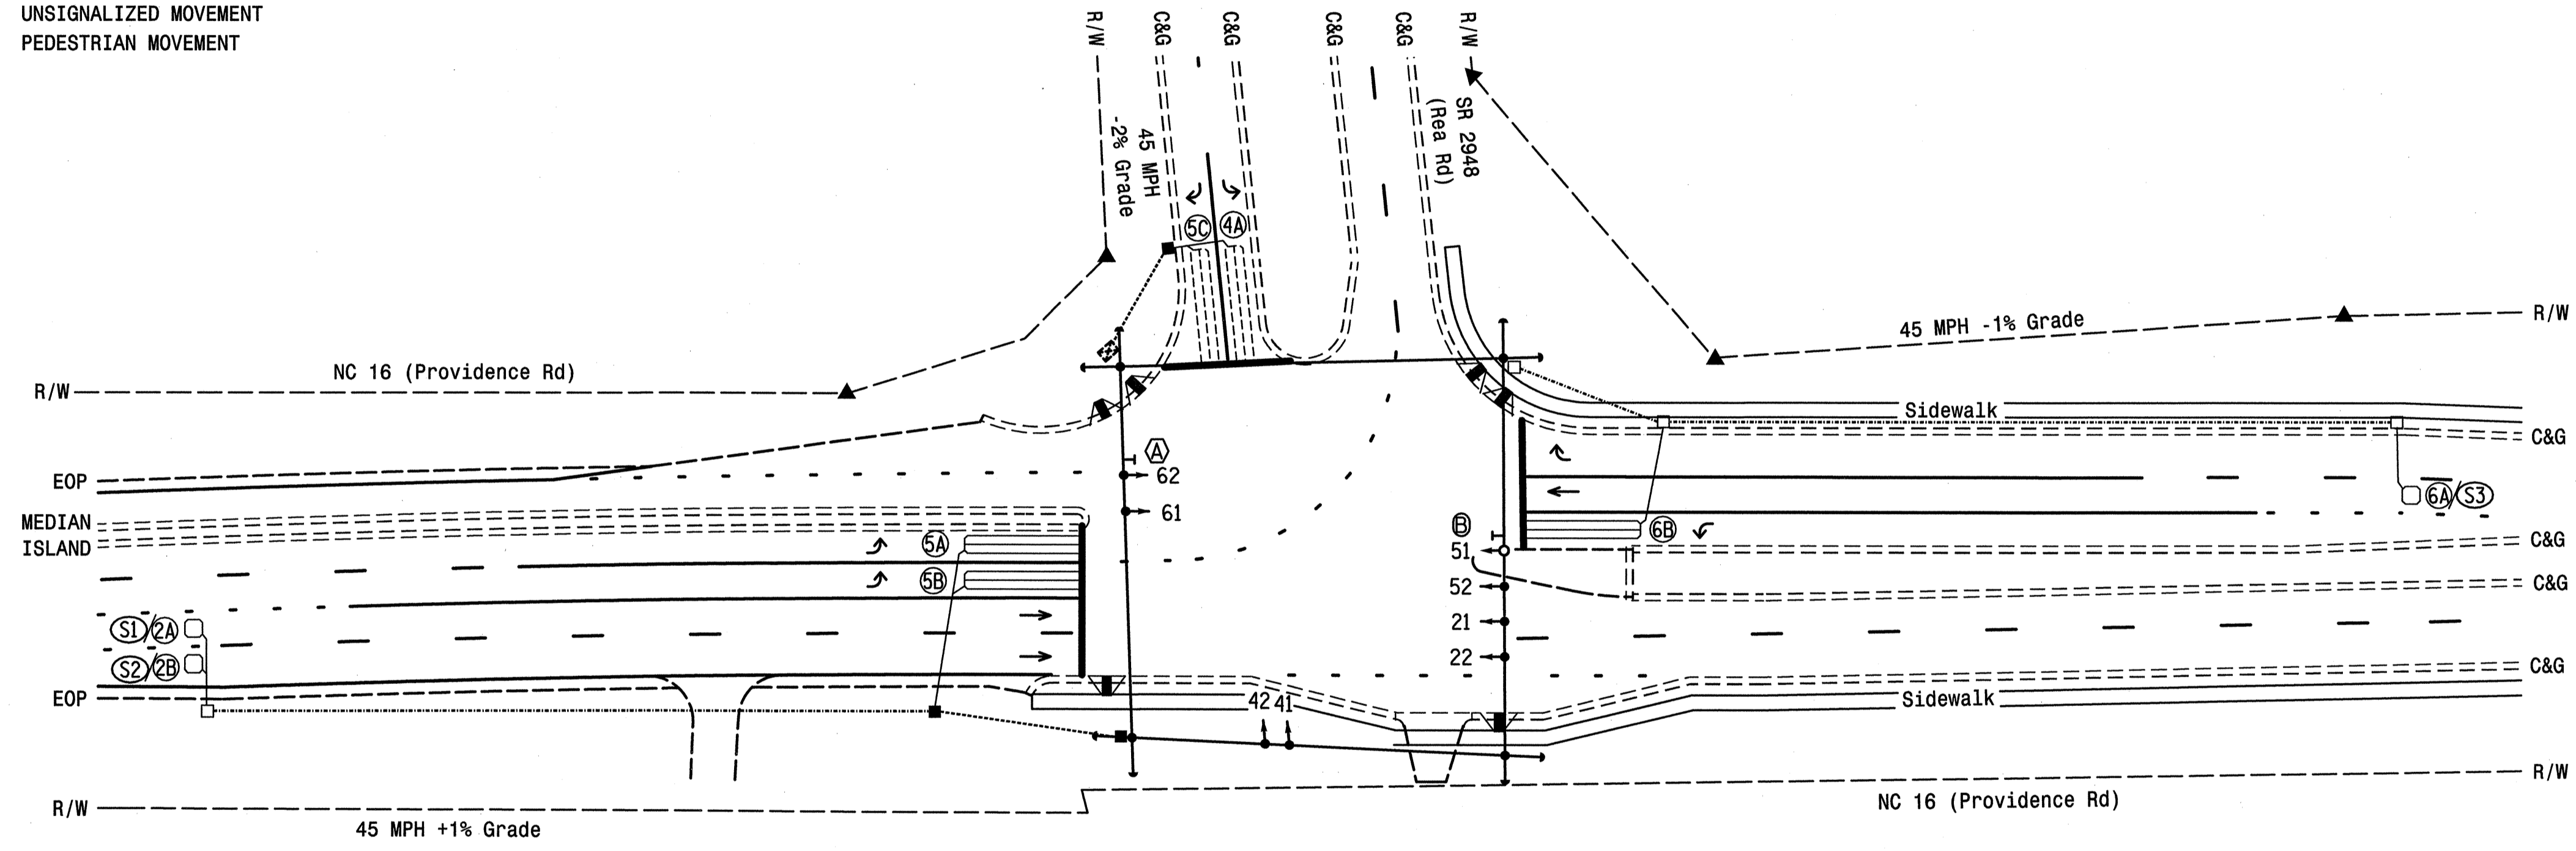 UNSIGNALIZED MOVEMENT
PEDESTRIAN MOVEMENT
R/W
C&G
C&G
C&G
C&G
R/W
45 MPH
-2% Grade
SR 2948
(Rea Rd)
5C
4A
45 MPH -1% Grade
R/W
NC 16 (Providence Rd)
R/W
Sidewalk
C&G
A
62
61
EOP
MEDIAN
ISLAND
5A
5B
B
51
52
21
22
6B
6A/S3
C&G
C&G
S1/2A
S2/2B
EOP
42 41
C&G
Sidewalk
R/W
R/W
NC 16 (Providence Rd)
45 MPH +1% Grade